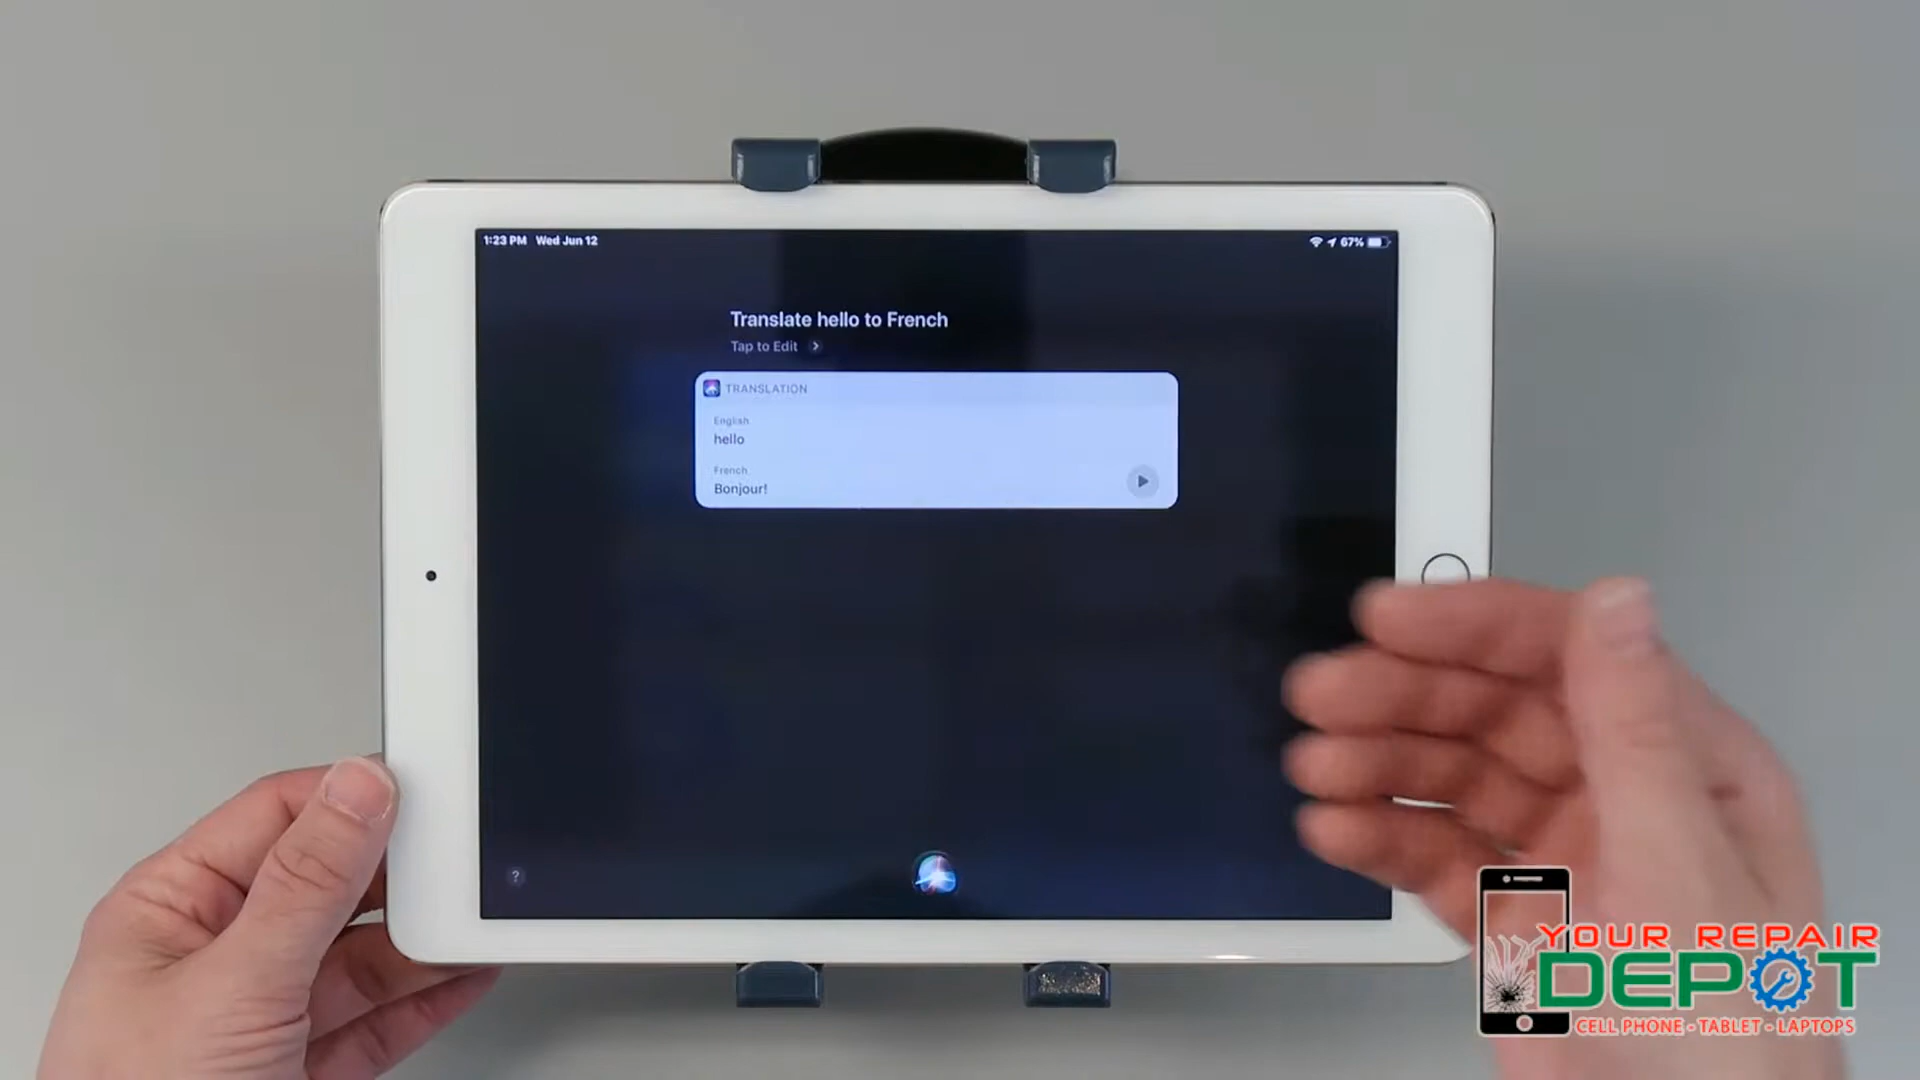 1:23 PM Wed Jun 12
67%
Translate hello to French
Tap to Edit >
TRANSLATION
English
hello
French
Bonjour!
?
YOUR REPAIR
DEPOT
CELL PHONE - TABLET - LAPTOPS